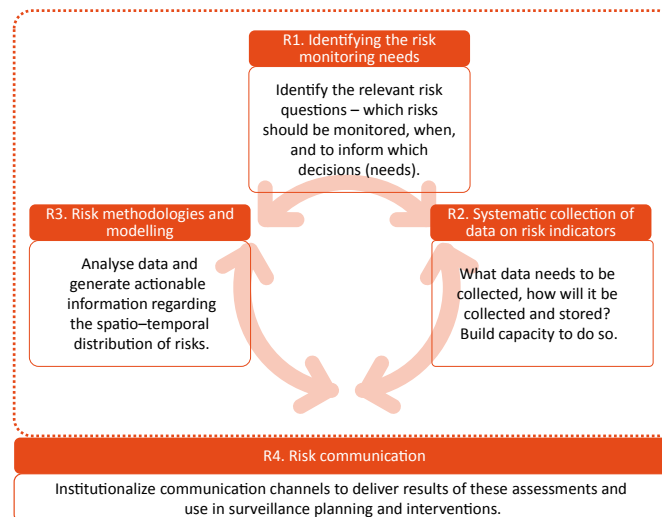 R1. Identifying the risk
monitoring needs
Identify the relevant risk
questions – which risks
should be monitored, when,
and to inform which
decisions (needs).
R3. Risk methodologies and
modelling
Analyse data and
generate actionable
information regarding
the spatio–temporal
distribution of risks.
R2. Systematic collection of
data on risk indicators
What data needs to be
collected, how will it be
collected and stored?
Build capacity to do so.
R4. Risk communication
Institutionalize communication channels to deliver results of these assessments and
use in surveillance planning and interventions.